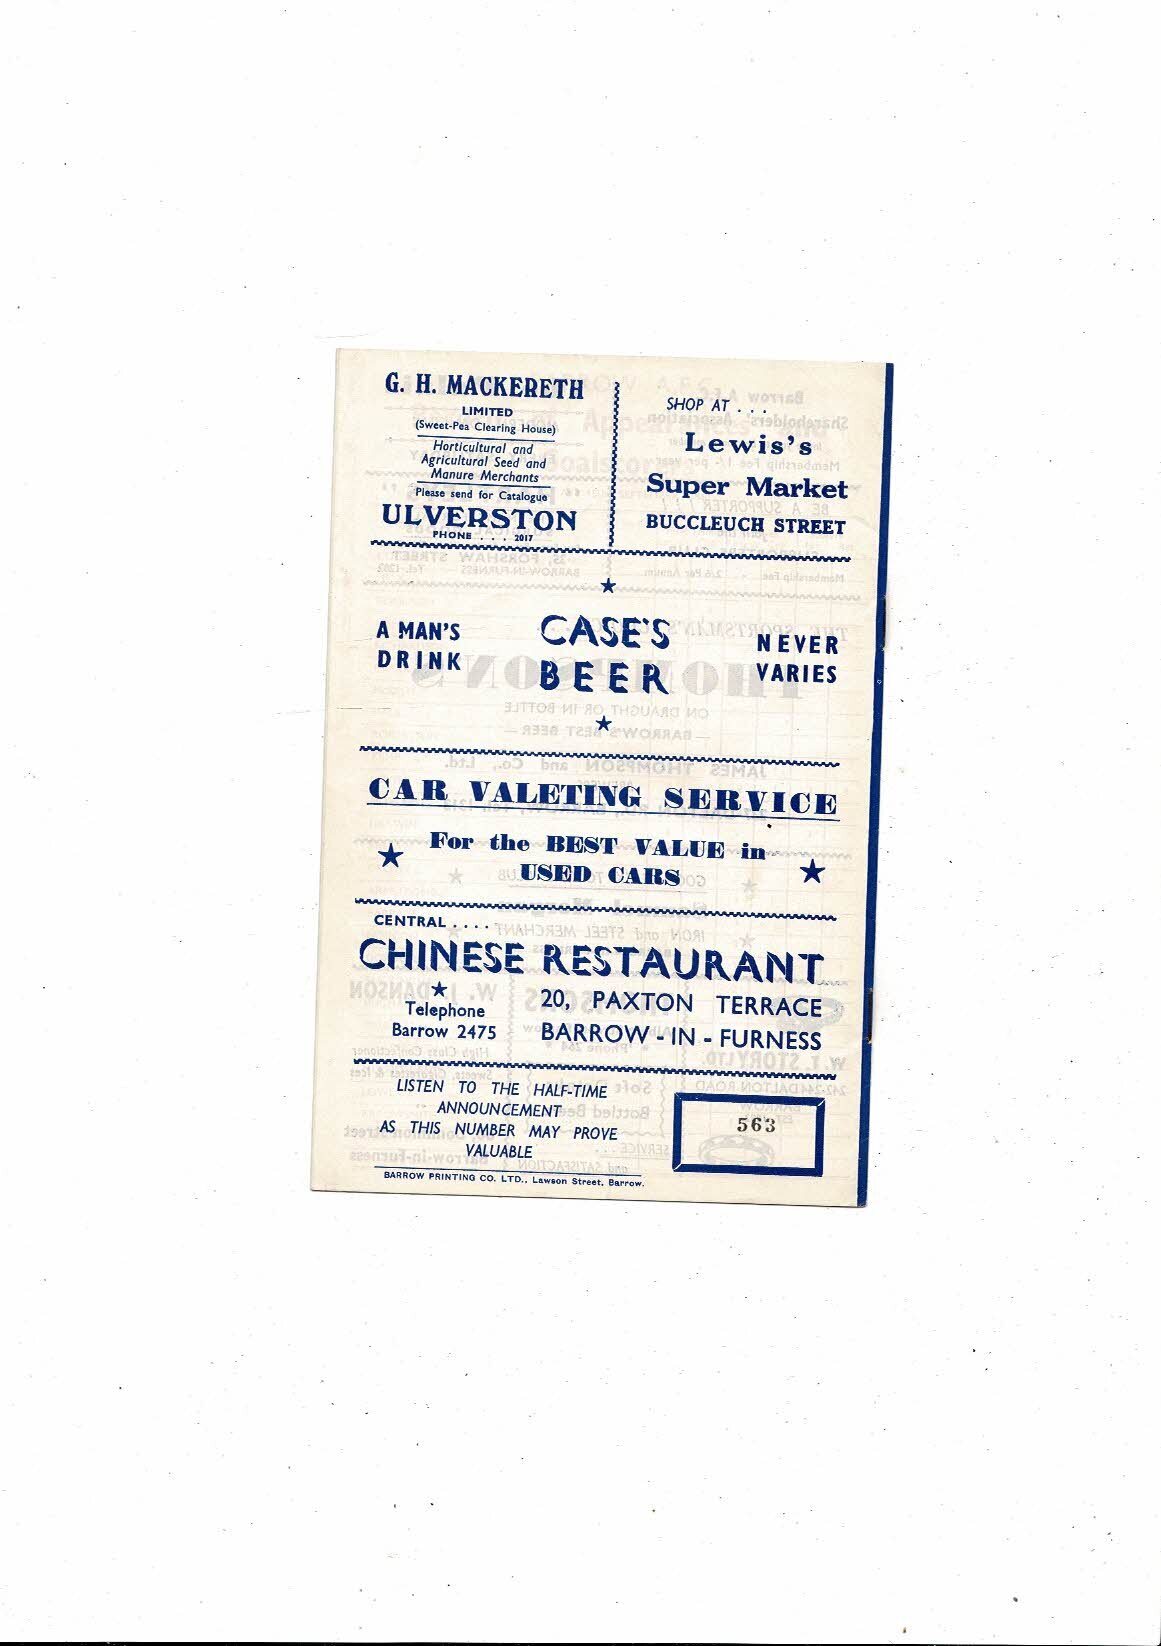 G. H. MACKERETH
LIMITED
(Sweet-Pea Clearing House)
Horticultural and
Agricultural Seed and
Manure Merchants
Please send for Catalogue
ULVERSTON
PHONE . . . . 2017
SHOP AT . . .
Lewis's
Super Market
BUCCLEUCH STREET
A MAN'S
DRINK
CASE'S
BEER
NEVER
VARIES
CAR VALETING SERVICE
For the BEST VALUE in
USED CARS
CENTRAL . . . .
CHINESE RESTAURANT
Telephone
Barrow 2475
20, PAXTON TERRACE
BARROW - IN - FURNESS
LISTEN TO THE HALF-TIME
ANNOUNCEMENT
AS THIS NUMBER MAY PROVE
VALUABLE
563
BARROW PRINTING CO. LTD., Lawson Street, Barrow.